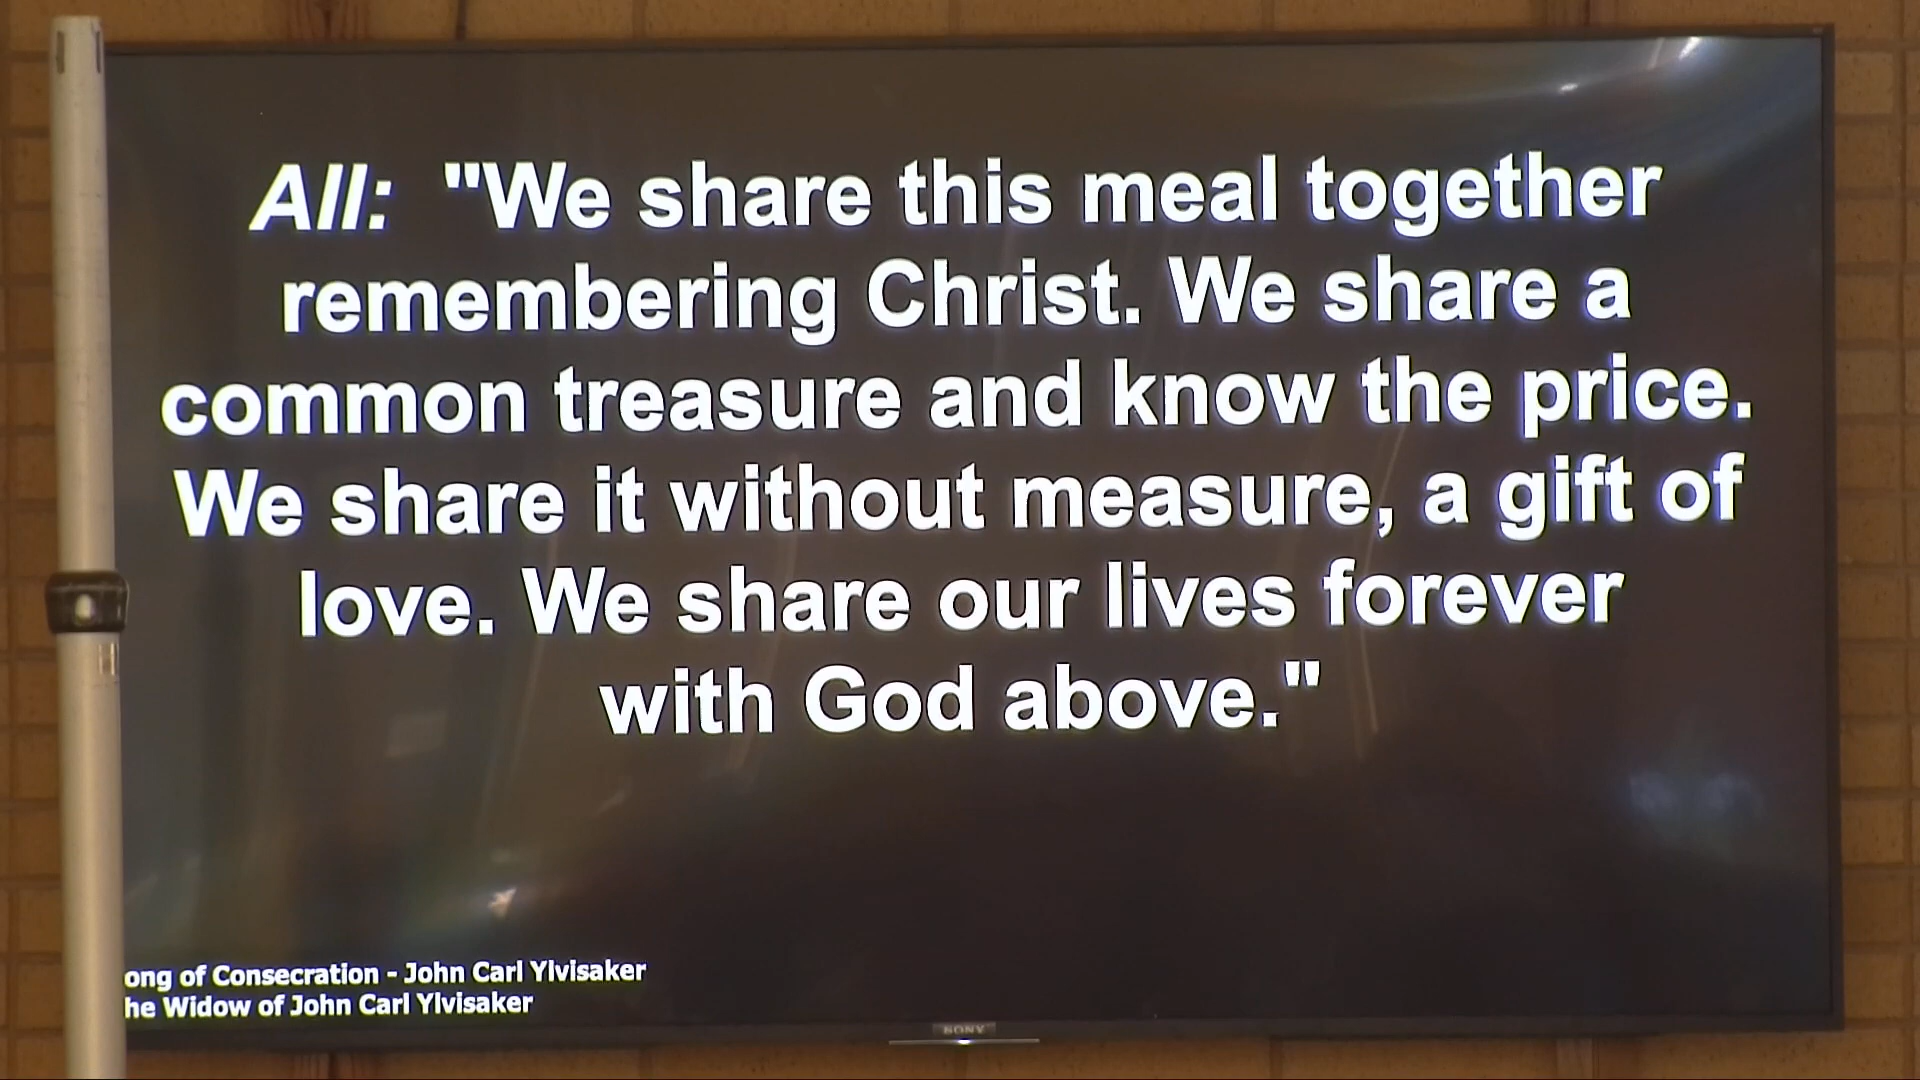 All: "We share this meal together
remembering Christ. We share a
common treasure and know the price.
We share it without measure, a gift of
love. We share our lives forever
with God above."
ong of Consecration - John Carl Ylvisaker
he Widow of John Carl Ylvisaker
SONY